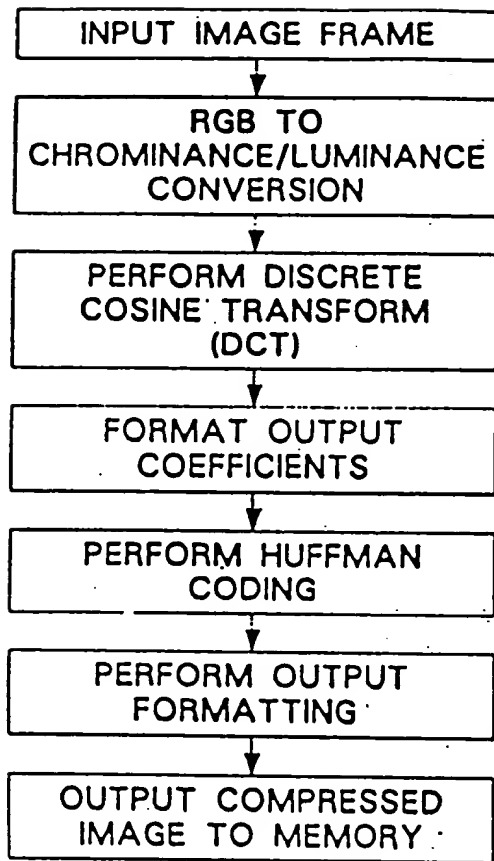 INPUT IMAGE FRAME
RGB TO
CHROMINANCE/LUMINANCE
CONVERSION
PERFORM DISCRETE
COSINE TRANSFORM
(DCT)
FORMAT OUTPUT
COEFFICIENTS
PERFORM HUFFMAN
CODING
PERFORM OUTPUT
FORMATTING
OUTPUT COMPRESSED
IMAGE TO MEMORY